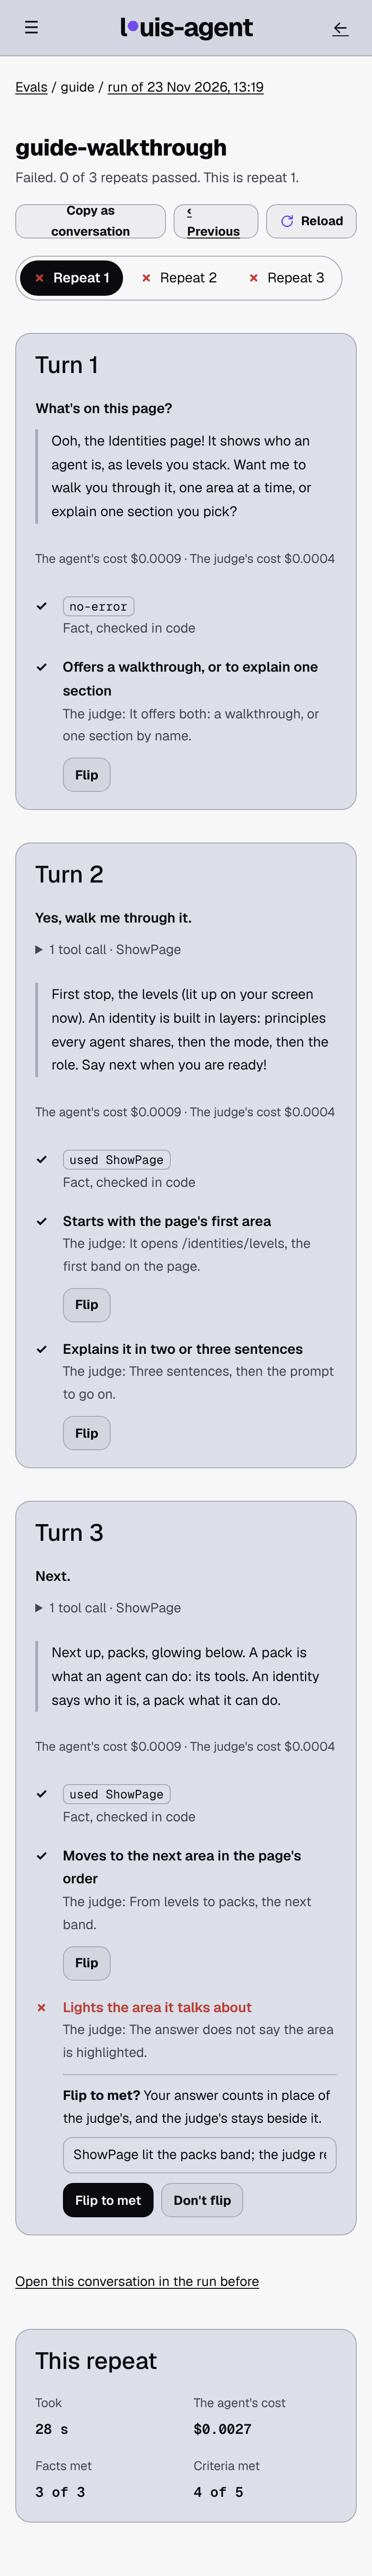 ☰
louis-agent
←
Evals / guide / run of 23 Nov 2026, 13:19
guide-walkthrough
Failed. 0 of 3 repeats passed. This is repeat 1.
Copy as
conversation
‹
Previous
Reload
× Repeat 1
× Repeat 2
× Repeat 3
Turn 1
What's on this page?
Ooh, the Identities page! It shows who an
agent is, as levels you stack. Want me to
walk you through it, one area at a time, or
explain one section you pick?
The agent's cost $0.0009 · The judge's cost $0.0004
✓ no-error
Fact, checked in code
✓ Offers a walkthrough, or to explain one
section
The judge: It offers both: a walkthrough, or
one section by name.
Flip
Turn 2
Yes, walk me through it.
▶ 1 tool call · ShowPage
First stop, the levels (lit up on your screen
now). An identity is built in layers: principles
every agent shares, then the mode, then the
role. Say next when you are ready!
The agent's cost $0.0009 · The judge's cost $0.0004
✓ used ShowPage
Fact, checked in code
✓ Starts with the page's first area
The judge: It opens /identities/levels, the
first band on the page.
Flip
✓ Explains it in two or three sentences
The judge: Three sentences, then the prompt
to go on.
Flip
Turn 3
Next.
▶ 1 tool call · ShowPage
Next up, packs, glowing below. A pack is
what an agent can do: its tools. An identity
says who it is, a pack what it can do.
The agent's cost $0.0009 · The judge's cost $0.0004
✓ used ShowPage
Fact, checked in code
✓ Moves to the next area in the page's
order
The judge: From levels to packs, the next
band.
Flip
× Lights the area it talks about
The judge: The answer does not say the area
is highlighted.
Flip to met? Your answer counts in place of
the judge's, and the judge's stays beside it.
ShowPage lit the packs band; the judge
Flip to met
Don't flip
Open this conversation in the run before
This repeat
Took
The agent's cost
28 s
$0.0027
Facts met
Criteria met
3 of 3
4 of 5